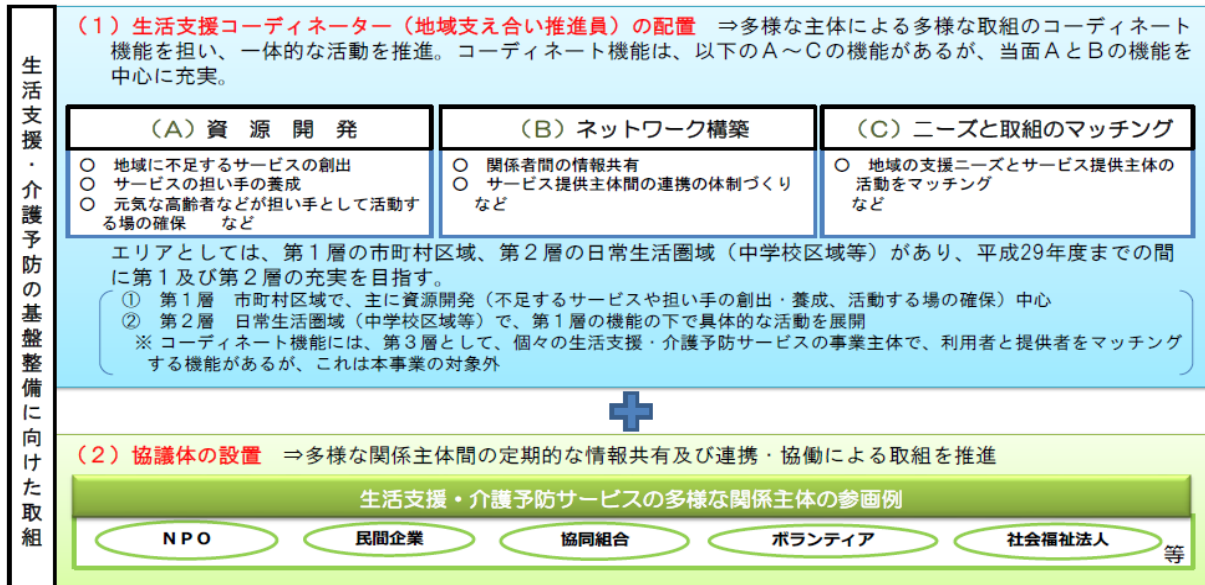 生活支援・介護予防の基盤整備に向けた取組
（１）生活支援コーディネーター（地域支え合い推進員）の配置　⇒多様な主体による多様な取組のコーディネート
機能を担い、一体的な活動を推進。コーディネート機能は、以下のＡ～Ｃの機能があるが、当面ＡとＢの機能を
中心に充実。
（Ａ）資　源　開　発
○　地域に不足するサービスの創出
○　サービスの担い手の養成
○　元気な高齢者などが担い手として活動す
る場の確保　　など
（Ｂ）ネットワーク構築
○　関係者間の情報共有
○　サービス提供主体間の連携の体制づくり
など
（Ｃ）ニーズと取組のマッチング
○　地域の支援ニーズとサービス提供主体の
活動をマッチング
など
エリアとしては、第１層の市町村区域、第２層の日常生活圏域（中学校区域等）があり、平成29年度までの間
に第１及び第２層の充実を目指す。
①　第１層　市町村区域で、主に資源開発（不足するサービスや担い手の創出・養成、活動する場の確保）中心
②　第２層　日常生活圏域（中学校区域等）で、第１層の機能の下で具体的な活動を展開
※ コーディネート機能には、第３層として、個々の生活支援・介護予防サービスの事業主体で、利用者と提供者をマッチング
する機能があるが、これは本事業の対象外
（２）協議体の設置　⇒多様な関係主体間の定期的な情報共有及び連携・協働による取組を推進
生活支援・介護予防サービスの多様な関係主体の参画例
ＮＰＯ
民間企業
協同組合
ボランティア
社会福祉法人
等